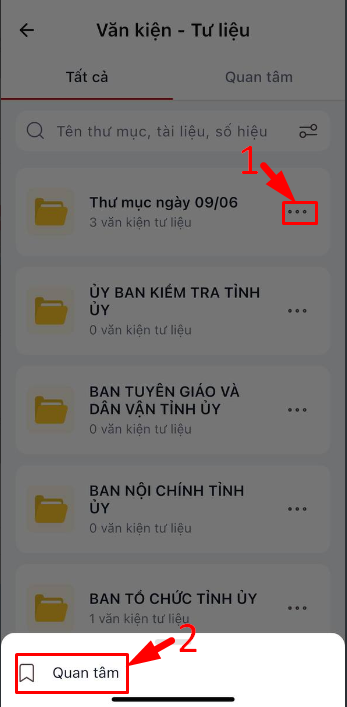 Văn kiện - Tư liệu
Tất cả
Quan tâm
Tên thư mục, tài liệu, số hiệu
1
Thư mục ngày 09/06
3 văn kiện tư liệu
ỦY BAN KIỂM TRA TỈNH
ỦY
0 văn kiện tư liệu
BAN TUYÊN GIÁO VÀ
DÂN VẬN TỈNH ỦY
0 văn kiện tư liệu
BAN NỘI CHÍNH TỈNH
ỦY
0 văn kiện tư liệu
BAN TỔ CHỨC TỈNH ỦY
1 văn kiện tư liệu
2
Quan tâm